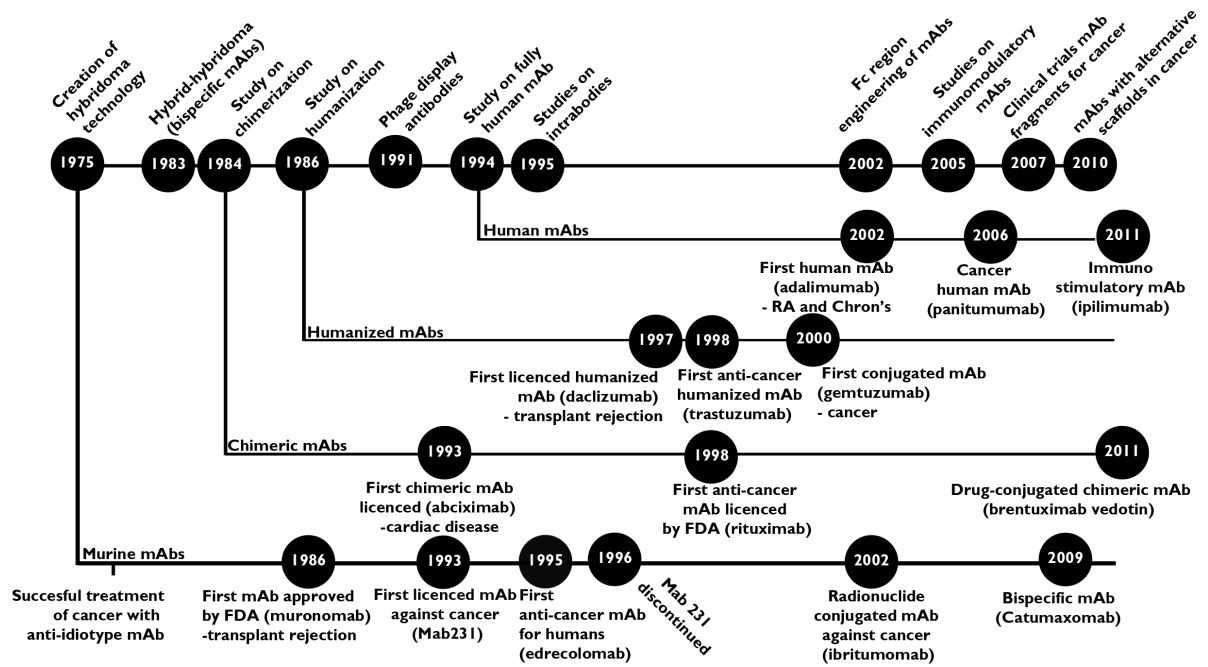 Creation of
hybridoma
technology
Hybrid-hybridoma
(bispecific mAbs)
Study on
chimerization
Study on
humanization
Phage display
antibodies
Study on fully
human mAb
Studies on
intrabodies
Fc region
engineering of mAbs
Studies on
immunomodulatory
mAbs
Clinical trials mAb
fragments for cancer
mAbs with alternative
scaffolds in cancer
1975
1983
1984
1986
1991
1994
1995
2002
2005
2007
2010
Human mAbs
2002
2006
2011
First human mAb
(adalimumab)
- RA and Chron's
Cancer
human mAb
(panitumumab)
Immuno
stimulatory mAb
(ipilimumab)
Humanized mAbs
1997
1998
2000
First licenced humanized
mAb (daclizumab)
- transplant rejection
First anti-cancer
humanized mAb
(trastuzumab)
First conjugated mAb
(gemtuzumab)
- cancer
Chimeric mAbs
1993
1998
2011
First chimeric mAb
licenced (abciximab)
-cardiac disease
First anti-cancer
mAb licenced
by FDA (rituximab)
Drug-conjugated chimeric mAb
(brentuximab vedotin)
Murine mAbs
1986
1993
1995
1996
2002
2009
Succesful treatment
of cancer with
anti-idiotype mAb
First mAb approved
by FDA (muronomab)
-transplant rejection
First licenced mAb
against cancer
(Mab231)
First
anti-cancer mAb
for humans
(edrecolomab)
Mab 231
discontinued
Radionuclide
conjugated mAb
against cancer
(ibritumomab)
Bispecific mAb
(Catumaxomab)